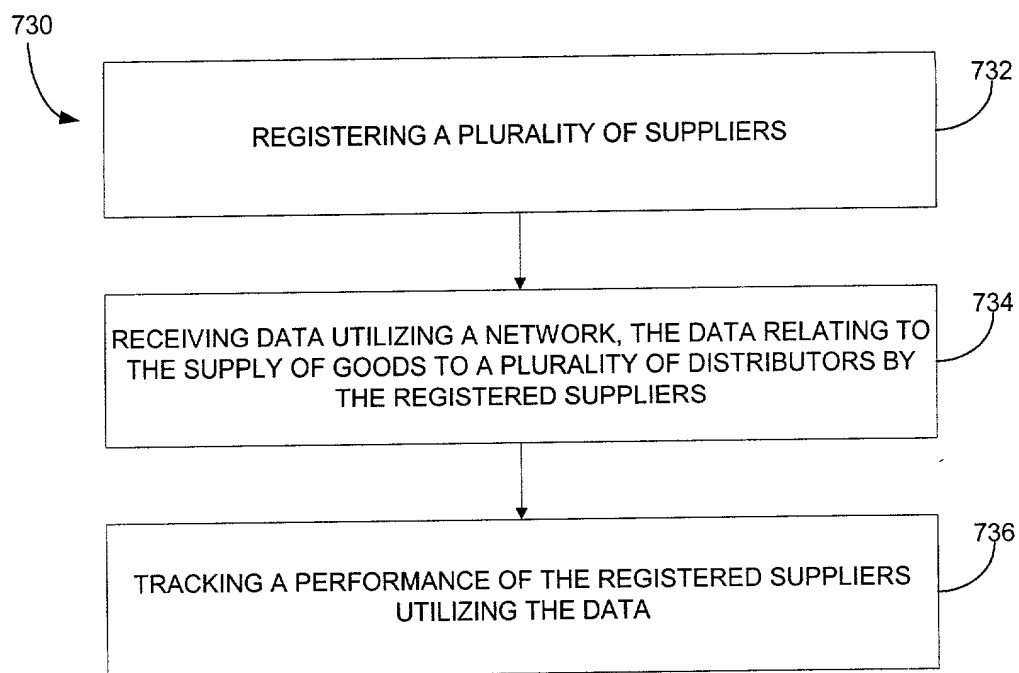 730
732
REGISTERING A PLURALITY OF SUPPLIERS
734
RECEIVING DATA UTILIZING A NETWORK, THE DATA RELATING TO
THE SUPPLY OF GOODS TO A PLURALITY OF DISTRIBUTORS BY
THE REGISTERED SUPPLIERS
736
TRACKING A PERFORMANCE OF THE REGISTERED SUPPLIERS
UTILIZING THE DATA